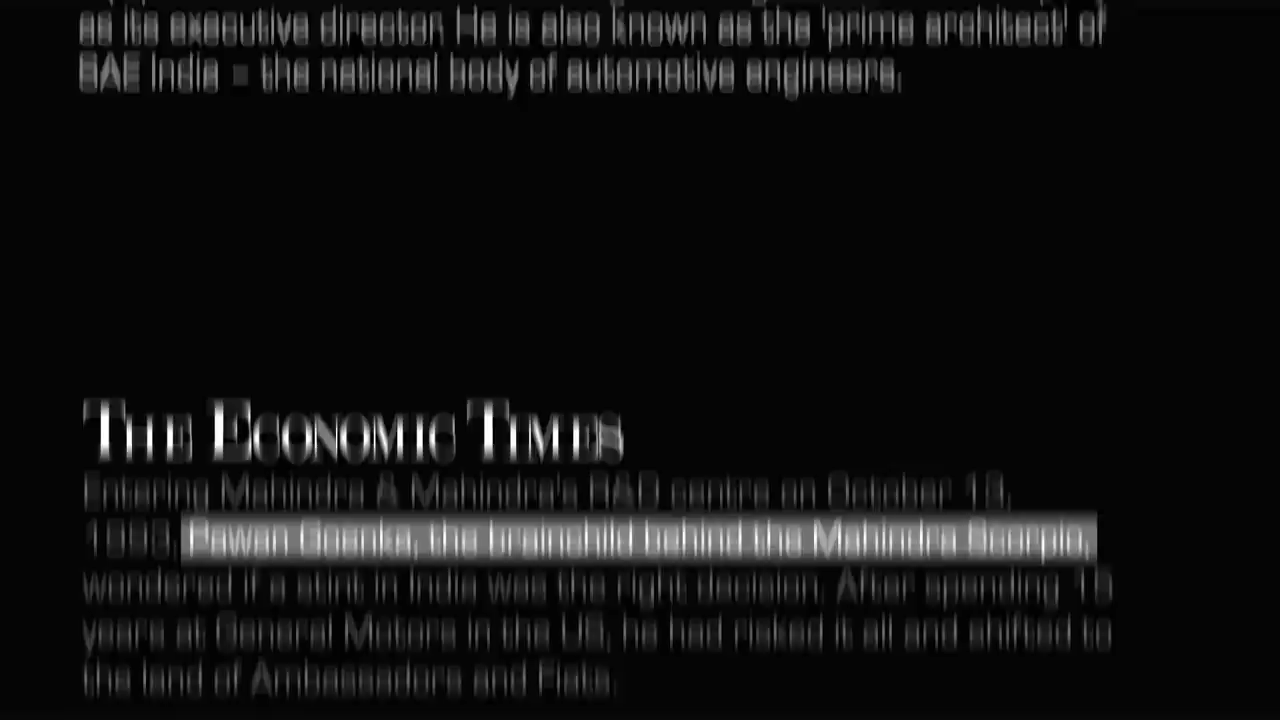 as its executive director. He is also known as the 'prime architect' of
SAE India - the national body of automotive engineers.
THE ECONOMIC TIMES
Entering Mahindra & Mahindra's R&D centre on October 18,
1993, Pawan Goenka, the brainchild behind the Mahindra Scorpio,
wondered if a stint in India was the right decision. After spending
years at General Motors in the US, he had risked it all and shifted to
the land of Ambassadors and Fiats.